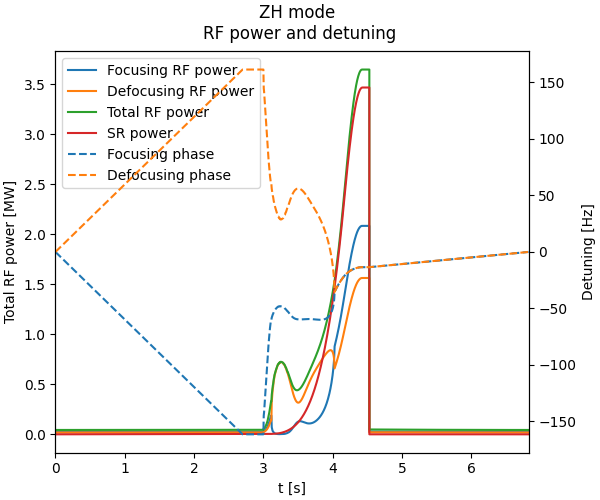 ZH mode
RF power and detuning
Focusing RF power
Defocusing RF power
Total RF power
SR power
Focusing phase
Defocusing phase
Total RF power [MW]
3.5
3.0
2.5
2.0
1.5
1.0
0.5
0.0
Detuning [Hz]
150
100
50
0
−50
−100
−150
0 1 2 3 4 5 6
t [s]